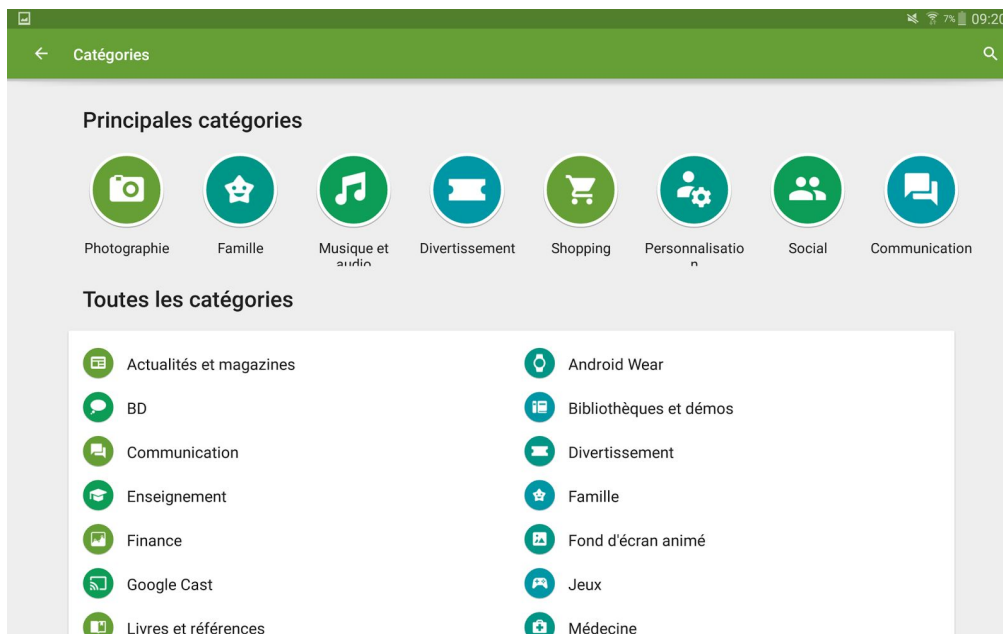 7% 09:20
Catégories
Principales catégories
Photographie
Famille
Musique et
audio
Divertissement
Shopping
Personnalisatio
n
Social
Communication
Toutes les catégories
Actualités et magazines
Android Wear
BD
Bibliothèques et démos
Communication
Divertissement
Enseignement
Famille
Finance
Fond d'écran animé
Google Cast
Jeux
Livres et références
Médecine